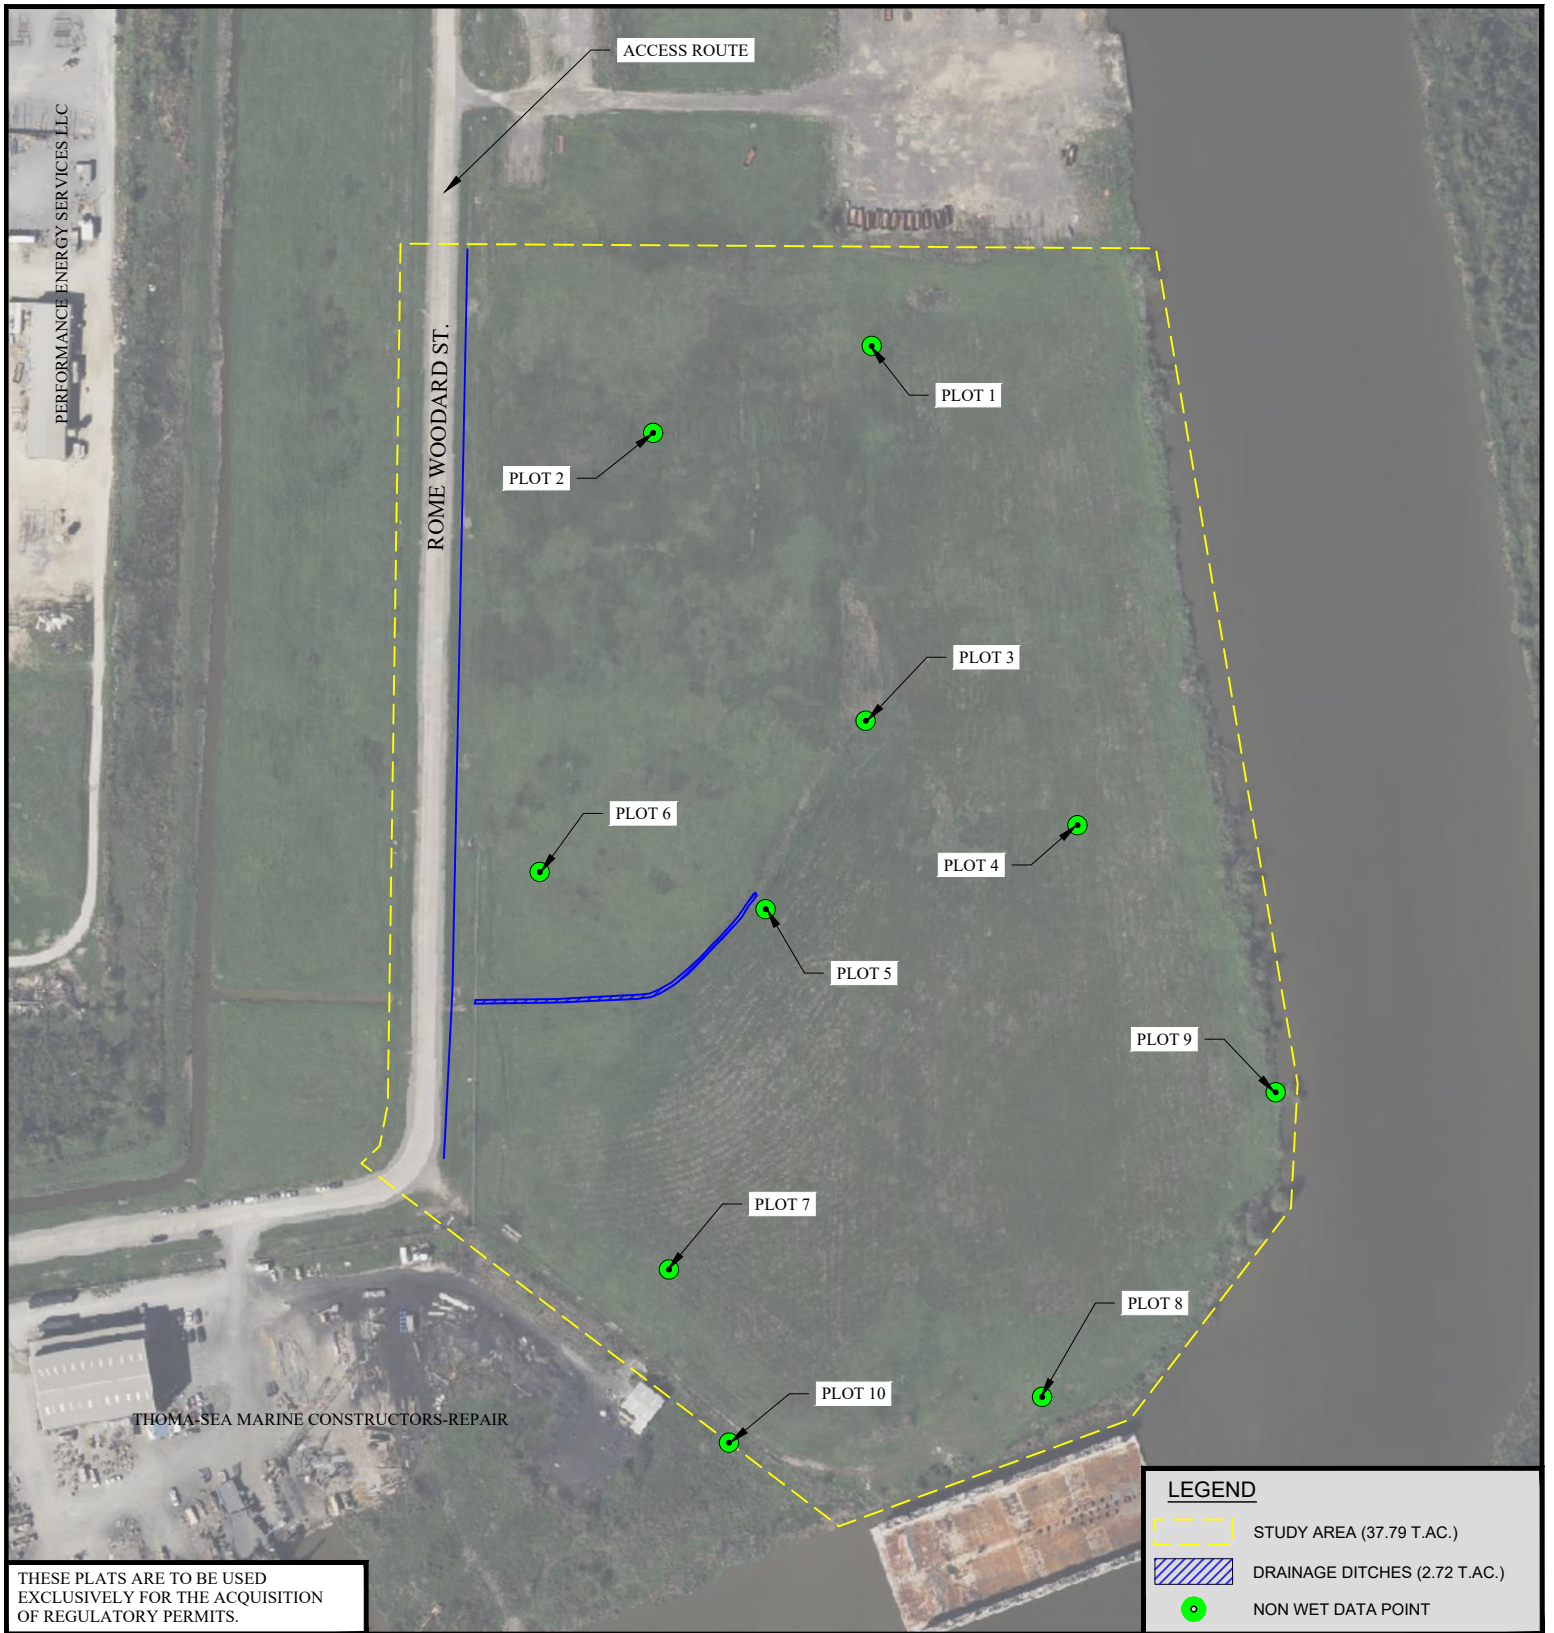 ACCESS ROUTE
PERFORMANCE ENERGY SERVICES LLC
ROME WOODARD ST.
PLOT 1
PLOT 2
PLOT 3
PLOT 6
PLOT 4
PLOT 5
PLOT 9
PLOT 7
PLOT 8
PLOT 10
THOMA-SEA MARINE CONSTRUCTORS-REPAIR
LEGEND
STUDY AREA (37.79 T.AC.)
DRAINAGE DITCHES (2.72 T.AC.)
NON WET DATA POINT
THESE PLATS ARE TO BE USED
EXCLUSIVELY FOR THE ACQUISITION
OF REGULATORY PERMITS.